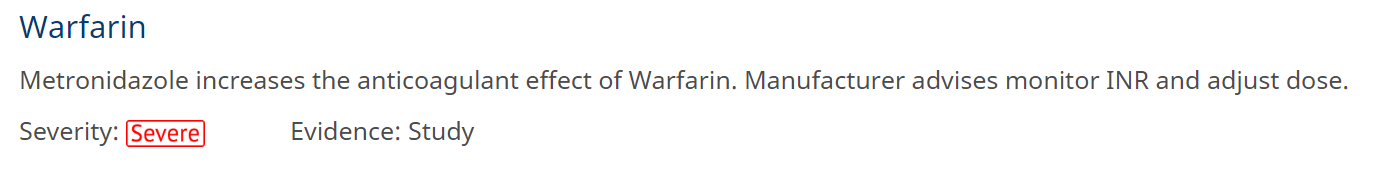 Warfarin
Metronidazole increases the anticoagulant effect of Warfarin. Manufacturer advises monitor INR and adjust dose.
Severity: Severe Evidence: Study